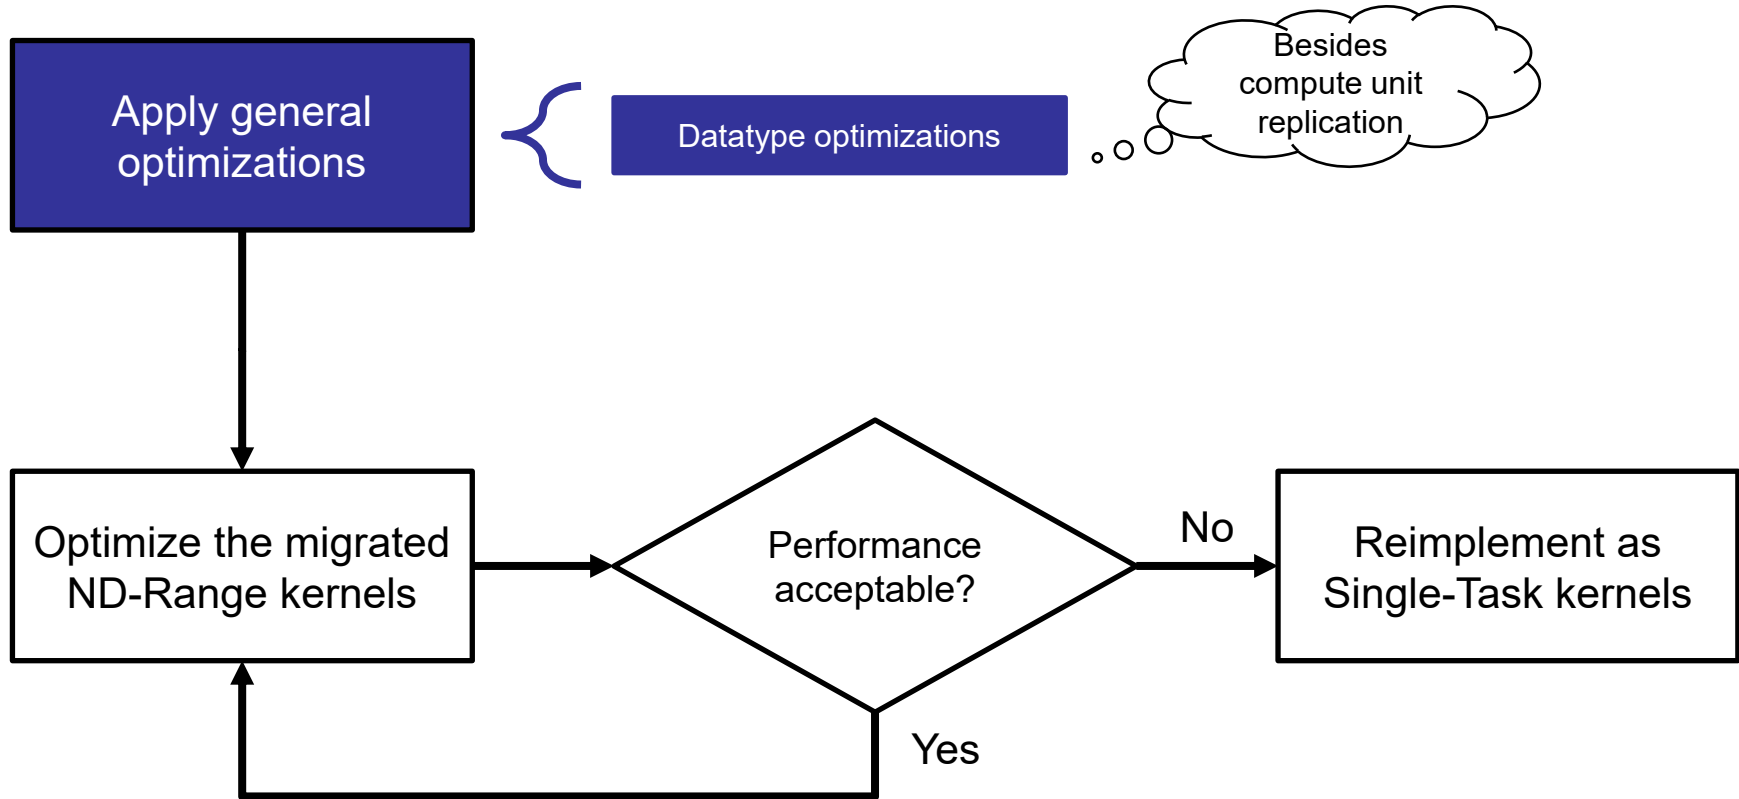 Apply general
optimizations
Datatype optimizations
Besides
compute unit
replication
Optimize the migrated
ND-Range kernels
Performance
acceptable?
No
Reimplement as
Single-Task kernels
Yes